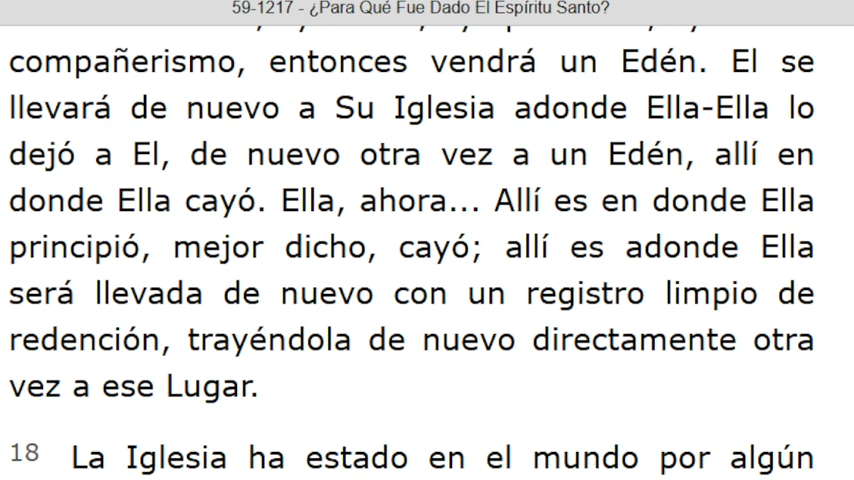 59-1217 - ¿Para Qué Fue Dado El Espíritu Santo?
compañerismo, entonces vendrá un Edén. El se
llevará de nuevo a Su Iglesia adonde Ella-Ella lo
dejó a El, de nuevo otra vez a un Edén, allí en
donde Ella cayó. Ella, ahora... Allí es en donde Ella
principió, mejor dicho, cayó; allí es adonde Ella
será llevada de nuevo con un registro limpio de
redención, trayéndola de nuevo directamente otra
vez a ese Lugar.
18 La Iglesia ha estado en el mundo por algún